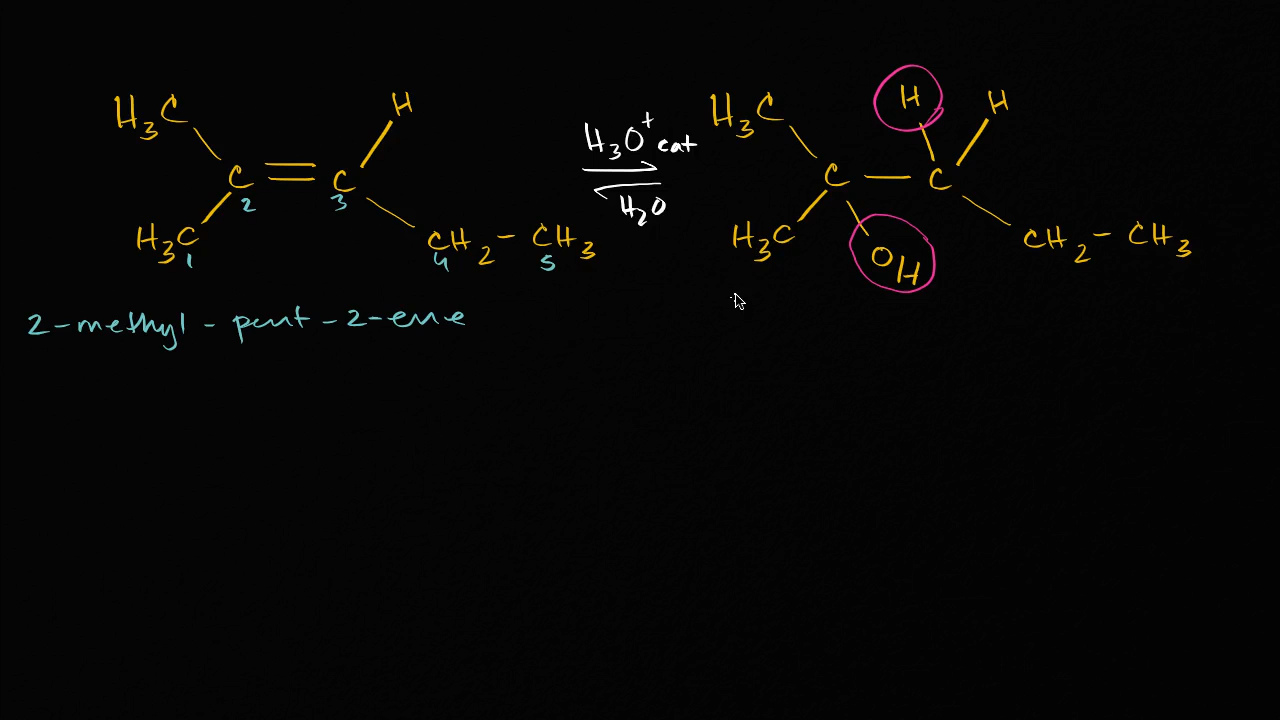 H₃C H H₃O⁺ cat H₃C H H
C = C H₂O C – C
2 3
H₃C CH₂ – CH₃ H₃C OH CH₂ – CH₃
1 4 5
2-methyl-pent-2-ene